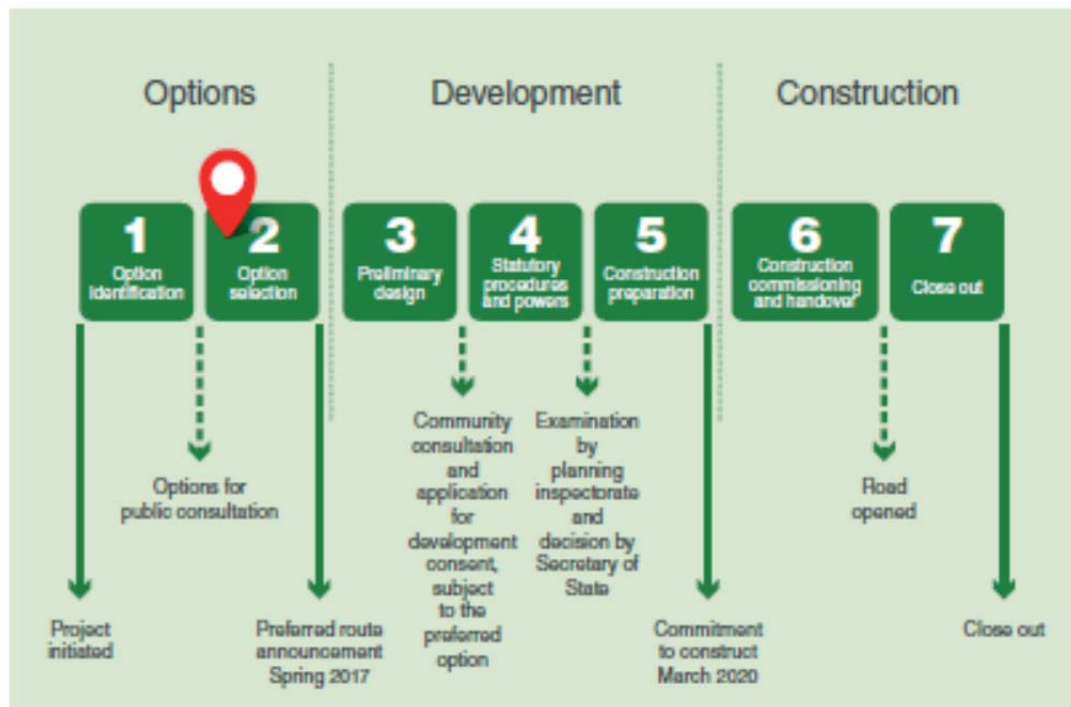 Options
Development
Construction
1
Option
identification
2
Option
selection
3
Preliminary
design
4
Statutory
procedures
and powers
5
Construction
preparation
6
Construction
commissioning
and handover
7
Close out
Project
initiated
Options for
public consultation
Preferred route
announcement
Spring 2017
Community
consultation
and
application
for
development
consent,
subject
to the
preferred
option
Examination
by
planning
inspectorate
and
decision by
Secretary of
State
Commitment
to construct
March 2020
Road
opened
Close out